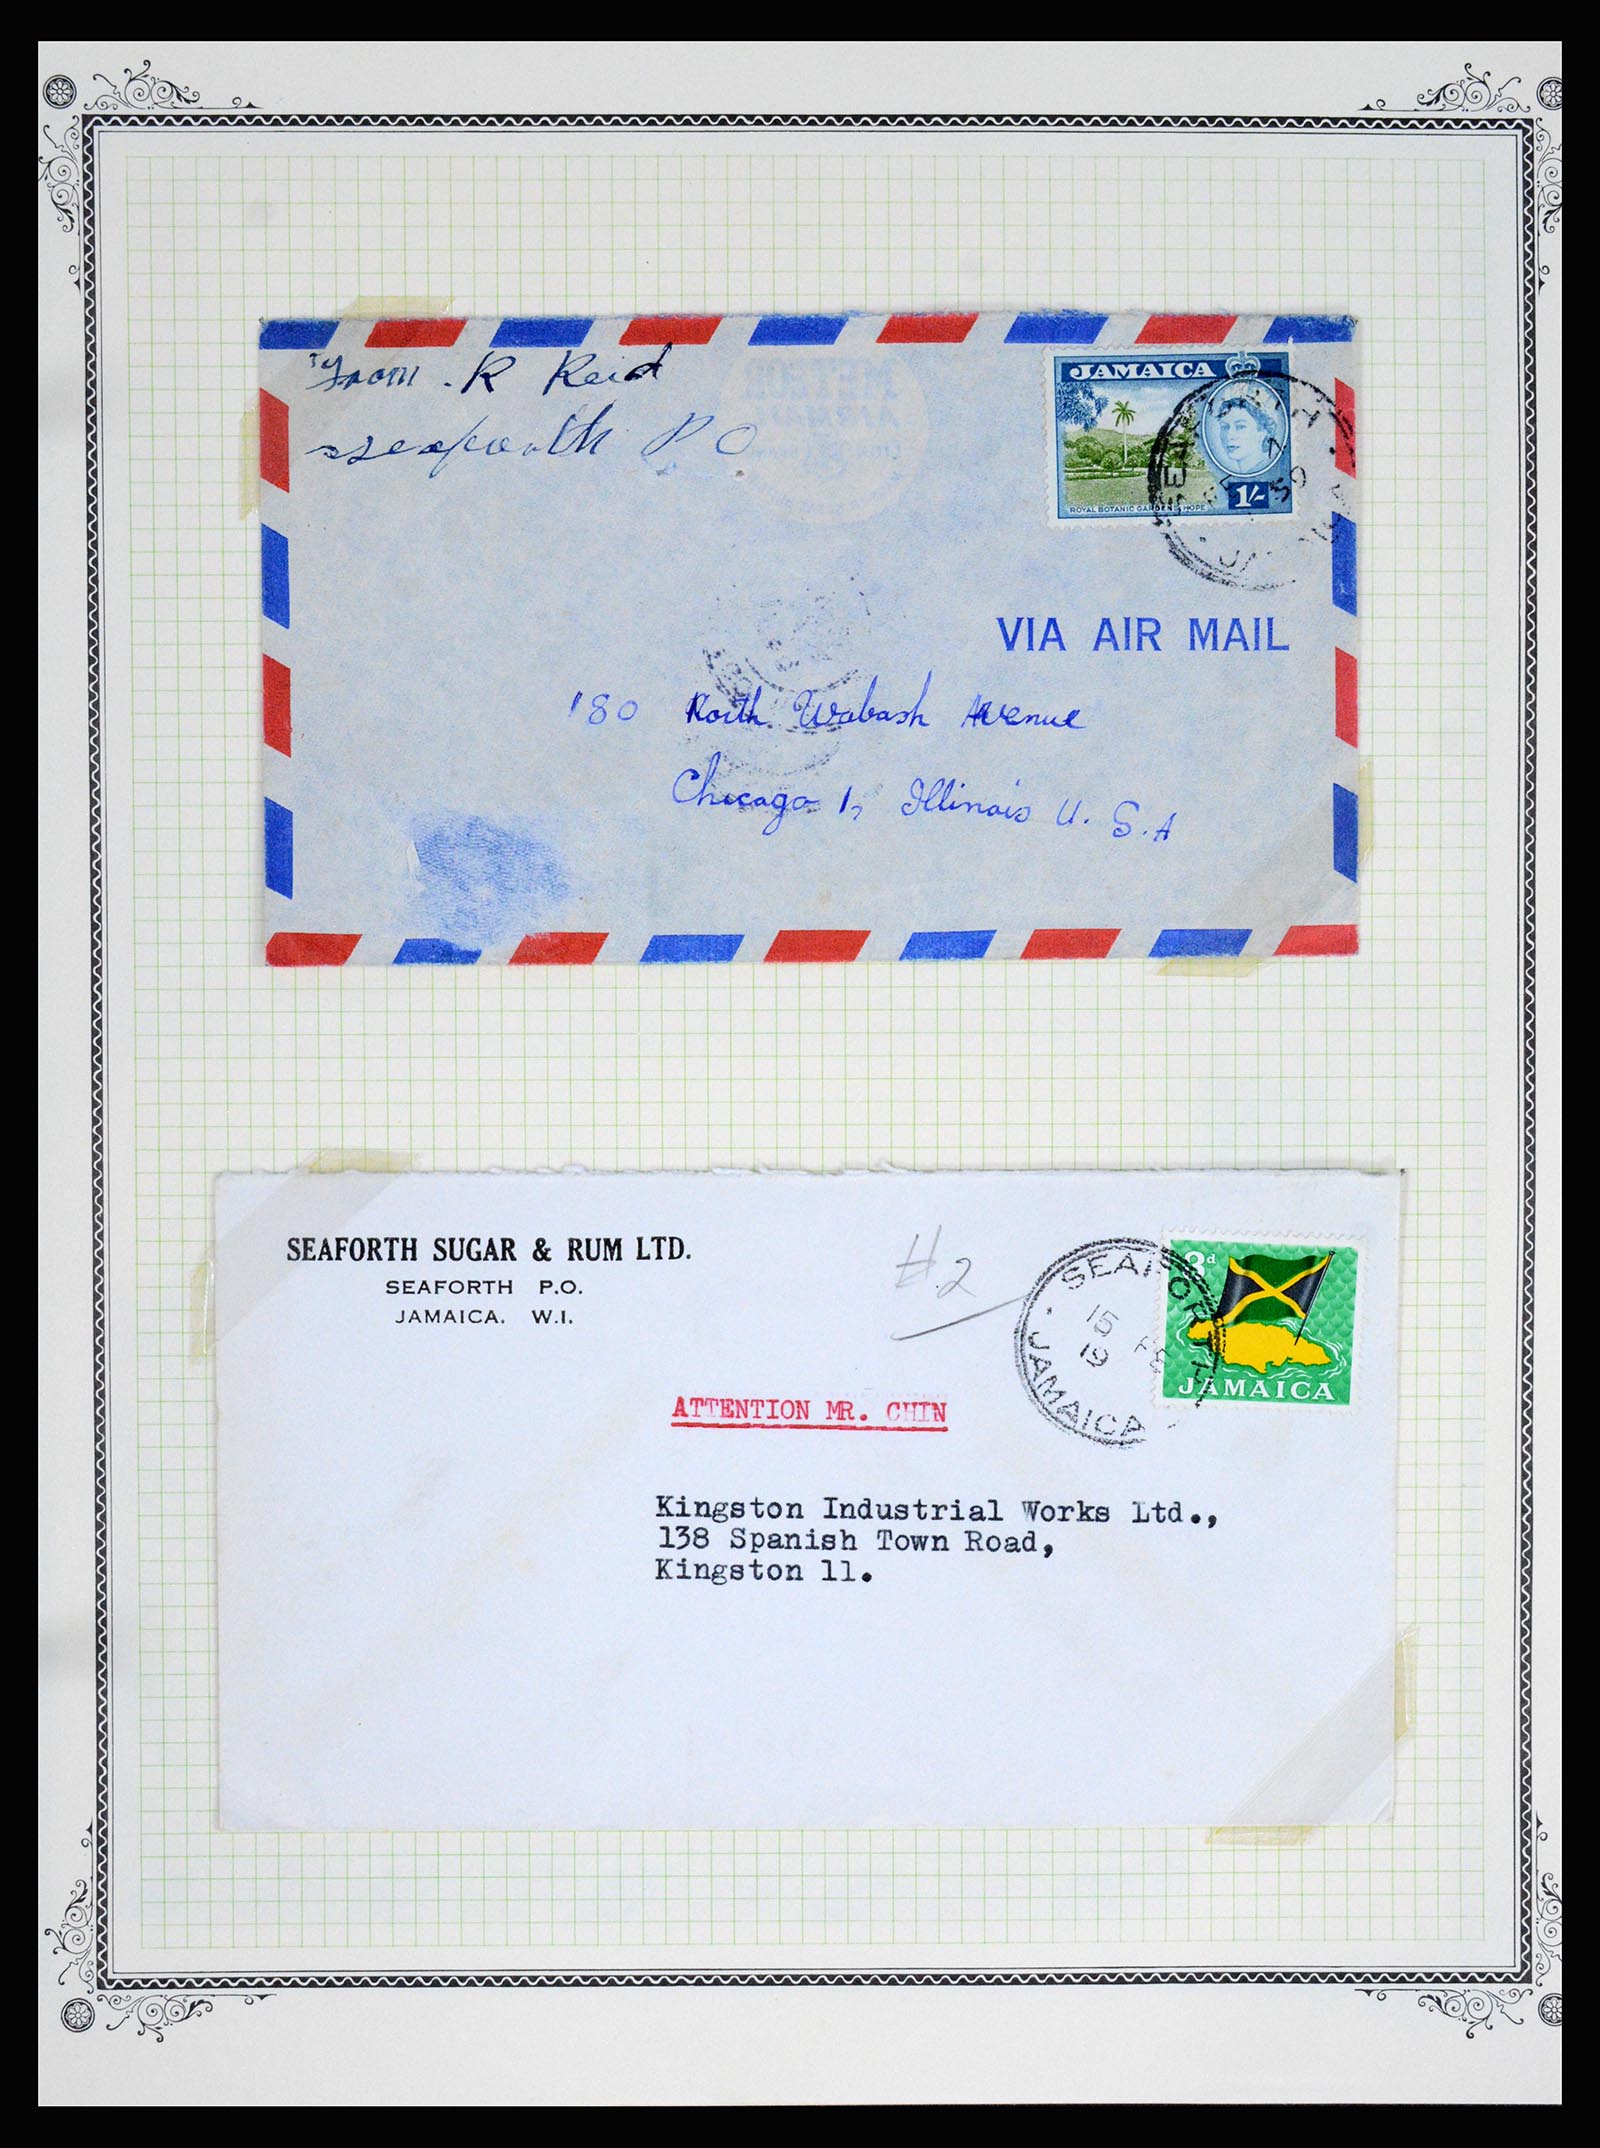 From . R Reid
Seaforth P O
JAMAICA
ROYAL BOTANIC GARDENS, HOPE
1/-
VIA AIR MAIL
180 North Wabash Avenue
Chicago 1, Illinois U. S. A
SEAFORTH SUGAR & RUM LTD.
SEAFORTH P.O.
JAMAICA. W.I.
#2
SEAFORTH
15 FE
19
JAMAICA
3d
JAMAICA
ATTENTION MR. CHIN
Kingston Industrial Works Ltd.,
138 Spanish Town Road,
Kingston 11.